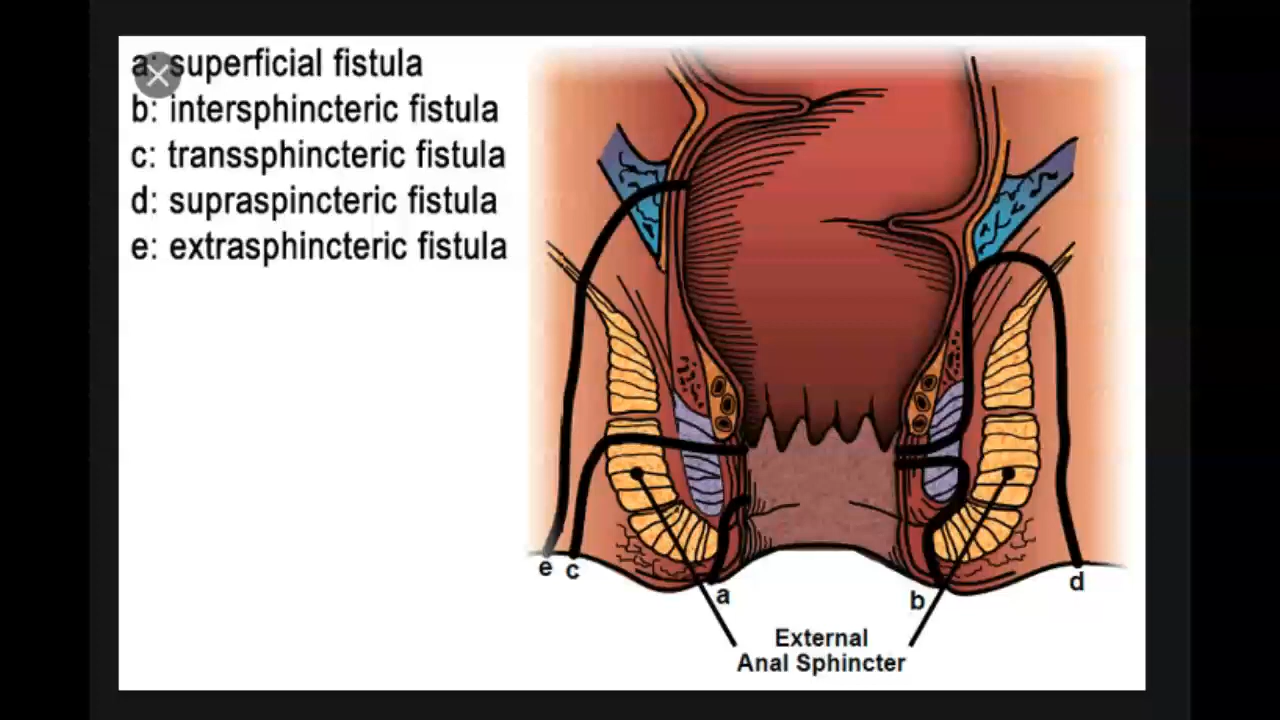 a: superficial fistula
b: intersphincteric fistula
c: transsphincteric fistula
d: supraspincteric fistula
e: extrasphincteric fistula
e c
a
b
d
External
Anal Sphincter